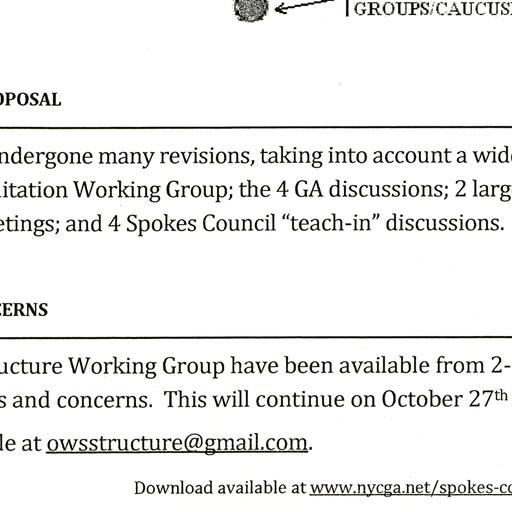 GROUPS/CAUCUS
OPOSAL
ndergone many revisions, taking into account a wid
itation Working Group; the 4 GA discussions; 2 larg
etings; and 4 Spokes Council “teach-in” discussions.
CERNS
ucture Working Group have been available from 2-
s and concerns.  This will continue on October 27th
le at owsstructure@gmail.com.
Download available at www.nycga.net/spokes-co